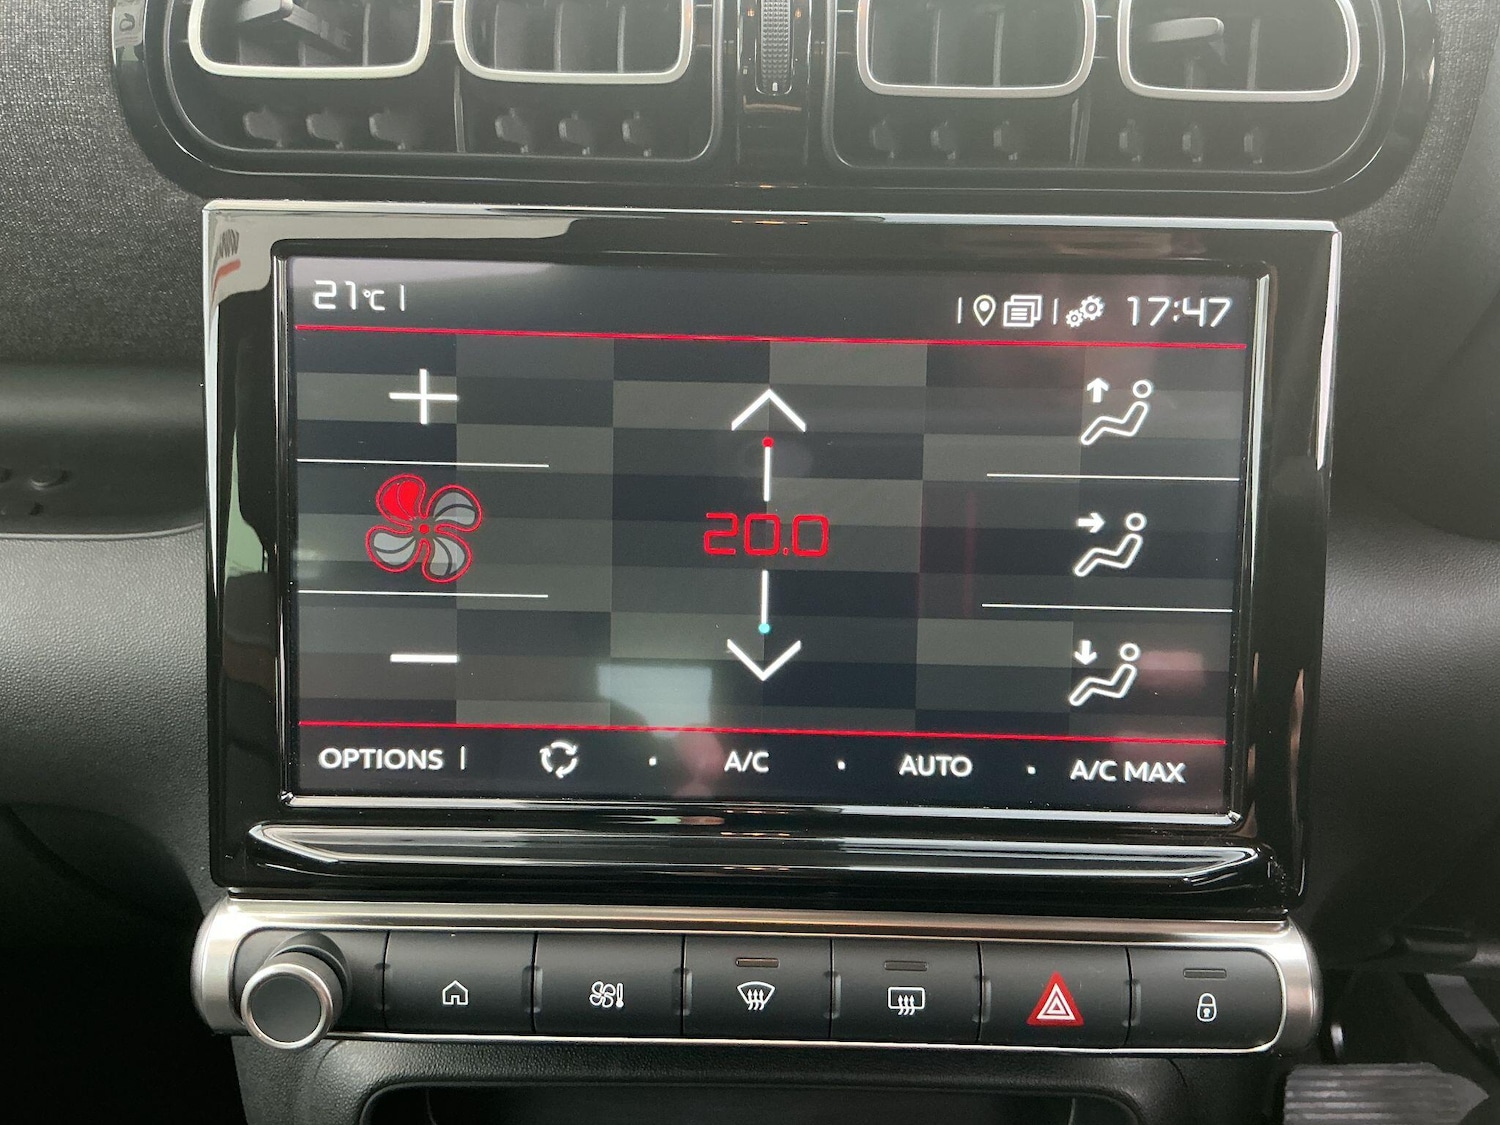 21°C
17:47
20.0
OPTIONS
A/C
AUTO
A/C MAX